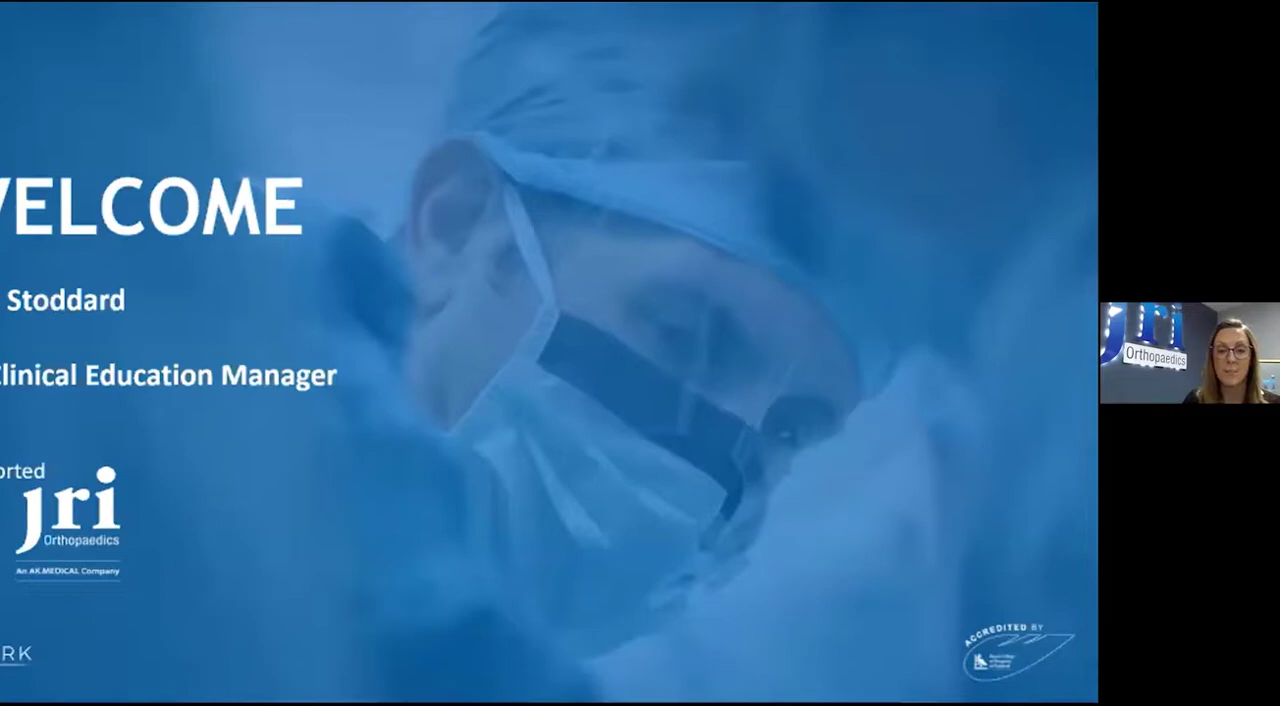 VELCOME
Stoddard
Clinical Education Manager
orted
jri
Orthopaedics
An AK MEDICAL Company
RK
ACCREDITED BY
jri
Orthopaedics